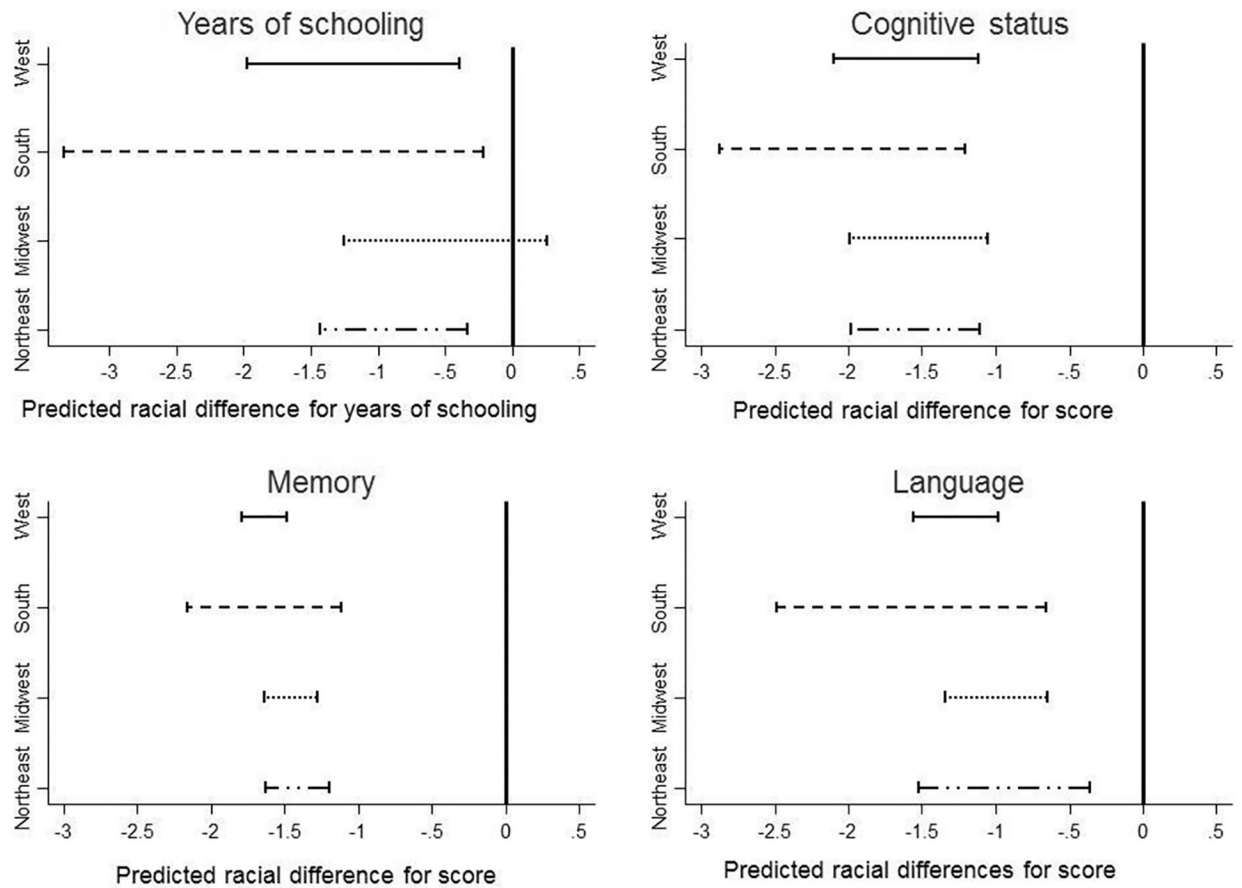 Years of schooling
West
South
Midwest
Northeast
-3 -2.5 -2 -1.5 -1 -.5 0 .5
Predicted racial difference for years of schooling
Cognitive status
West
South
Midwest
Northeast
-3 -2.5 -2 -1.5 -1 -.5 0 .5
Predicted racial difference for score
Memory
West
South
Midwest
Northeast
-3 -2.5 -2 -1.5 -1 -.5 0 .5
Predicted racial difference for score
Language
West
South
Midwest
Northeast
-3 -2.5 -2 -1.5 -1 -.5 0 .5
Predicted racial differences for score